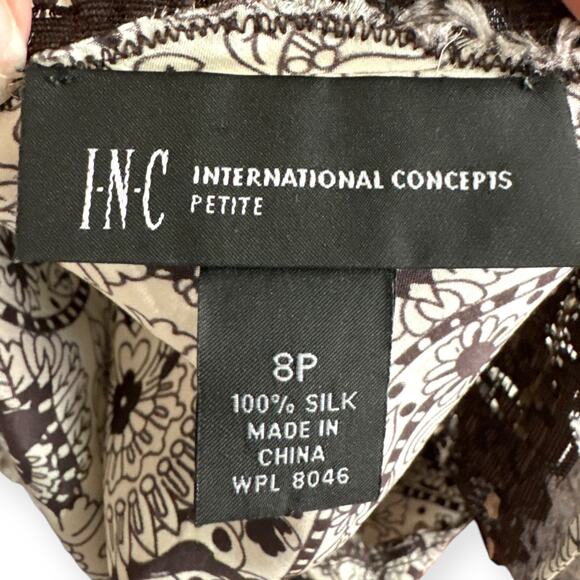 I·N·C INTERNATIONAL CONCEPTS
PETITE
8P
100% SILK
MADE IN
CHINA
WPL 8046